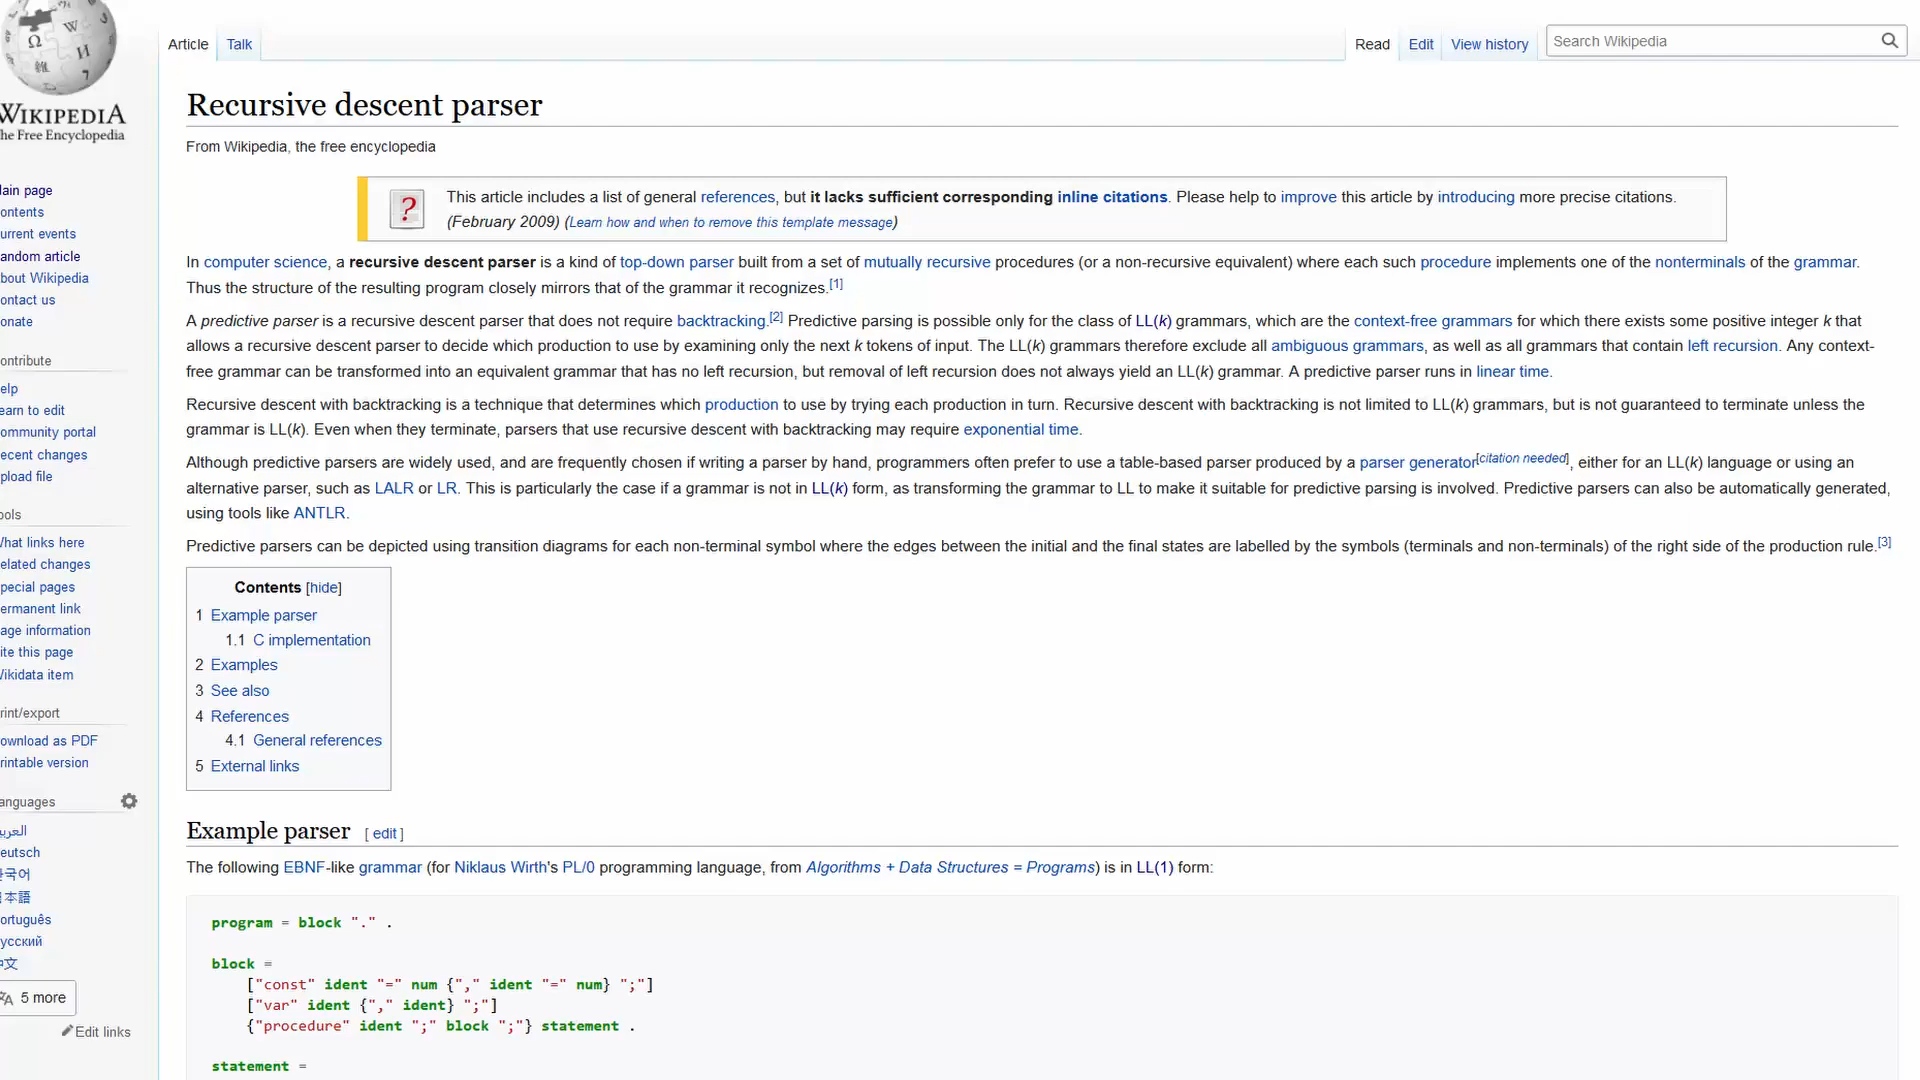 Article
Talk
Read
Edit
View history
Search Wikipedia
WIKIPEDIA
he Free Encyclopedia
ain page
ontents
urrent events
andom article
bout Wikipedia
ontact us
onate
ontribute
elp
earn to edit
ommunity portal
ecent changes
pload file
ools
hat links here
elated changes
pecial pages
ermanent link
age information
ite this page
ikidata item
rint/export
ownload as PDF
rintable version
anguages
eutsch
국어
本語
ortuguês
усский
文
5 more
Edit links
Recursive descent parser
From Wikipedia, the free encyclopedia
This article includes a list of general references, but it lacks sufficient corresponding inline citations. Please help to improve this article by introducing more precise citations.
(February 2009) (Learn how and when to remove this template message)
In computer science, a recursive descent parser is a kind of top-down parser built from a set of mutually recursive procedures (or a non-recursive equivalent) where each such procedure implements one of the nonterminals of the grammar.
Thus the structure of the resulting program closely mirrors that of the grammar it recognizes.[1]
A predictive parser is a recursive descent parser that does not require backtracking.[2] Predictive parsing is possible only for the class of LL(k) grammars, which are the context-free grammars for which there exists some positive integer k that
allows a recursive descent parser to decide which production to use by examining only the next k tokens of input. The LL(k) grammars therefore exclude all ambiguous grammars, as well as all grammars that contain left recursion. Any context-
free grammar can be transformed into an equivalent grammar that has no left recursion, but removal of left recursion does not always yield an LL(k) grammar. A predictive parser runs in linear time.
Recursive descent with backtracking is a technique that determines which production to use by trying each production in turn. Recursive descent with backtracking is not limited to LL(k) grammars, but is not guaranteed to terminate unless the
grammar is LL(k). Even when they terminate, parsers that use recursive descent with backtracking may require exponential time.
Although predictive parsers are widely used, and are frequently chosen if writing a parser by hand, programmers often prefer to use a table-based parser produced by a parser generator[citation needed], either for an LL(k) language or using an
alternative parser, such as LALR or LR. This is particularly the case if a grammar is not in LL(k) form, as transforming the grammar to LL to make it suitable for predictive parsing is involved. Predictive parsers can also be automatically generated,
using tools like ANTLR.
Predictive parsers can be depicted using transition diagrams for each non-terminal symbol where the edges between the initial and the final states are labelled by the symbols (terminals and non-terminals) of the right side of the production rule.[3]
Contents [hide]
1 Example parser
1.1 C implementation
2 Examples
3 See also
4 References
4.1 General references
5 External links
Example parser [ edit ]
The following EBNF-like grammar (for Niklaus Wirth's PL/0 programming language, from Algorithms + Data Structures = Programs) is in LL(1) form:
program = block "." .
block =
["const" ident "=" num {"," ident "=" num} ";"]
["var" ident {"," ident} ";"]
{"procedure" ident ";" block ";"} statement .
statement =